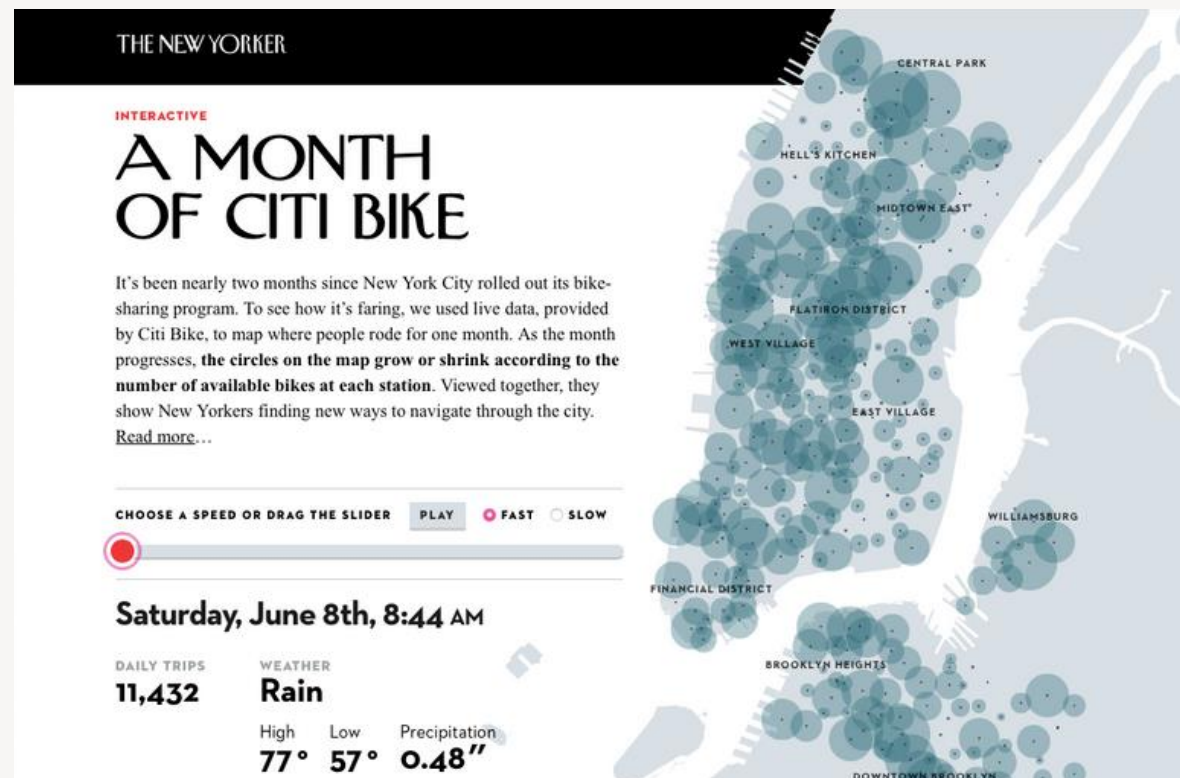 THE NEW YORKER
INTERACTIVE
A MONTH
OF CITI BIKE
It's been nearly two months since New York City rolled out its bike-
sharing program. To see how it's faring, we used live data, provided
by Citi Bike, to map where people rode for one month. As the month
progresses, the circles on the map grow or shrink according to the
number of available bikes at each station. Viewed together, they
show New Yorkers finding new ways to navigate through the city.
Read more…
CHOOSE A SPEED OR DRAG THE SLIDER PLAY FAST SLOW
Saturday, June 8th, 8:44 AM
DAILY TRIPS WEATHER
11,432 Rain
High Low Precipitation
77° 57° 0.48"
CENTRAL PARK
HELL'S KITCHEN
MIDTOWN EAST
FLATIRON DISTRICT
WEST VILLAGE
EAST VILLAGE
WILLIAMSBURG
FINANCIAL DISTRICT
BROOKLYN HEIGHTS
DOWNTOWN BROOKLYN